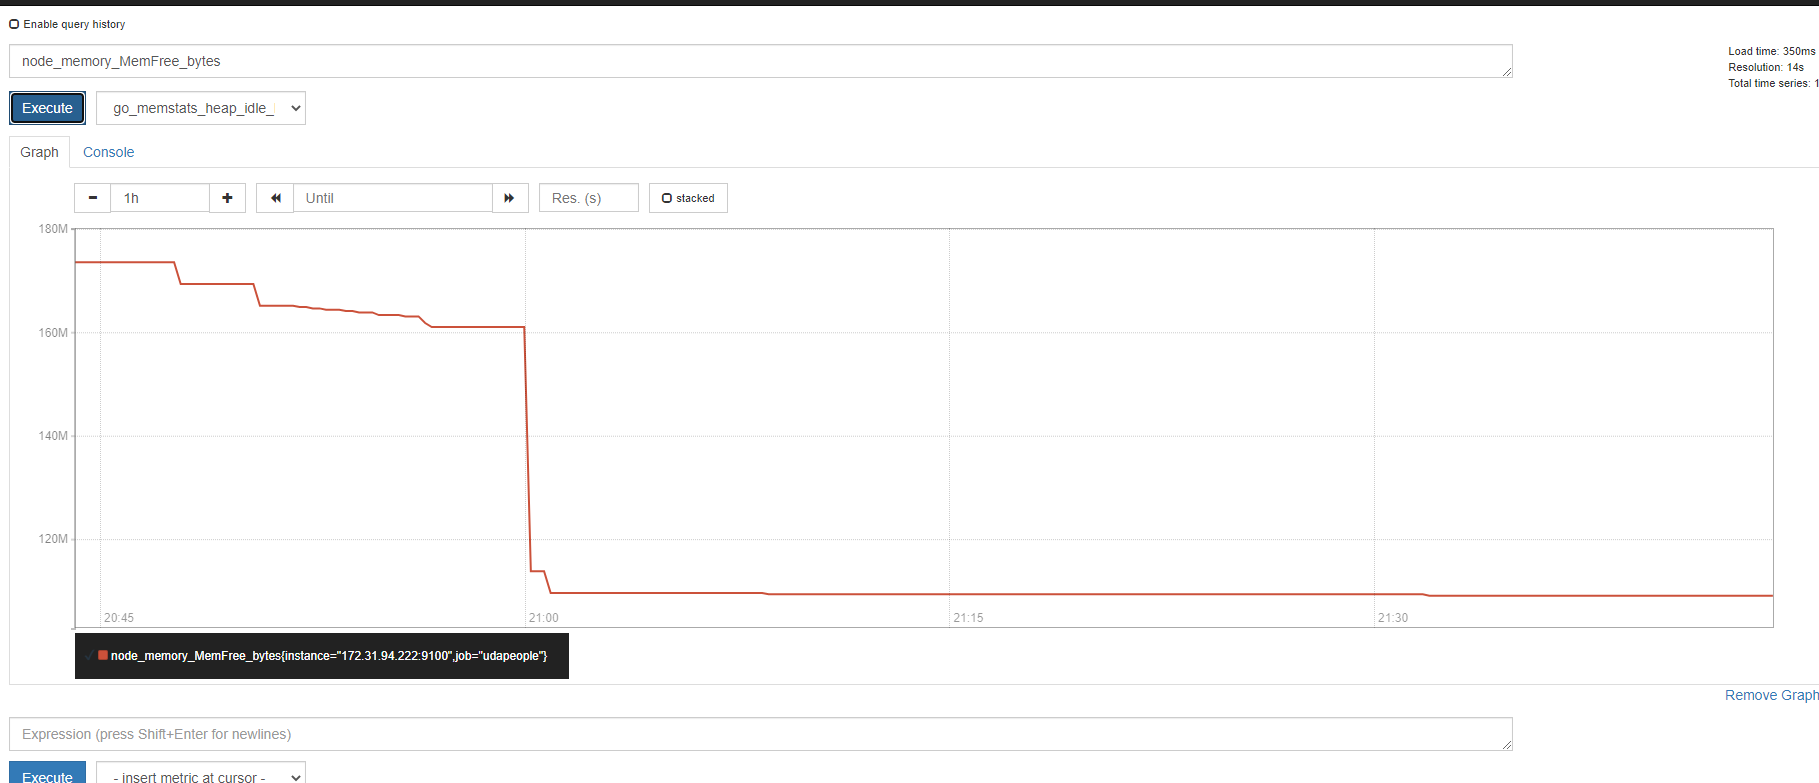 Enable query history
node_memory_MemFree_bytes
Load time: 350ms
Resolution: 14s
Total time series: 1
Execute
go_memstats_heap_idle_
Graph
Console
1h
Until
Res. (s)
stacked
180M
160M
140M
120M
20:45
21:00
21:15
21:30
node_memory_MemFree_bytes{instance="172.31.94.222:9100",job="udapeople"}
Remove Graph
Expression (press Shift+Enter for newlines)
Execute
- insert metric at cursor -